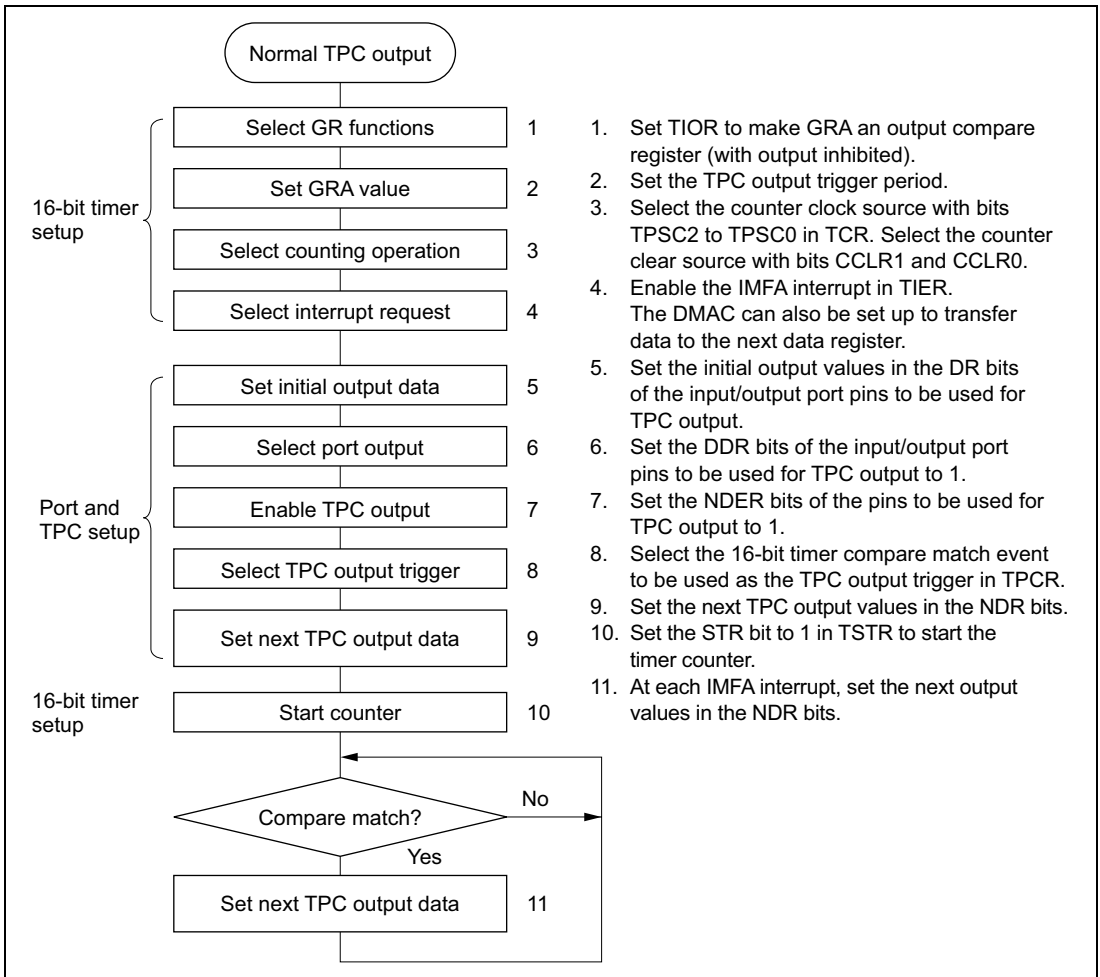 Normal TPC output
16-bit timer
setup
Select GR functions 1
Set GRA value 2
Select counting operation 3
Select interrupt request 4
Port and
TPC setup
Set initial output data 5
Select port output 6
Enable TPC output 7
Select TPC output trigger 8
Set next TPC output data 9
16-bit timer
setup
Start counter 10
Compare match?
No
Yes
Set next TPC output data 11
1. Set TIOR to make GRA an output compare
register (with output inhibited).
2. Set the TPC output trigger period.
3. Select the counter clock source with bits
TPSC2 to TPSC0 in TCR. Select the counter
clear source with bits CCLR1 and CCLR0.
4. Enable the IMFA interrupt in TIER.
The DMAC can also be set up to transfer
data to the next data register.
5. Set the initial output values in the DR bits
of the input/output port pins to be used for
TPC output.
6. Set the DDR bits of the input/output port
pins to be used for TPC output to 1.
7. Set the NDER bits of the pins to be used for
TPC output to 1.
8. Select the 16-bit timer compare match event
to be used as the TPC output trigger in TPCR.
9. Set the next TPC output values in the NDR bits.
10. Set the STR bit to 1 in TSTR to start the
timer counter.
11. At each IMFA interrupt, set the next output
values in the NDR bits.